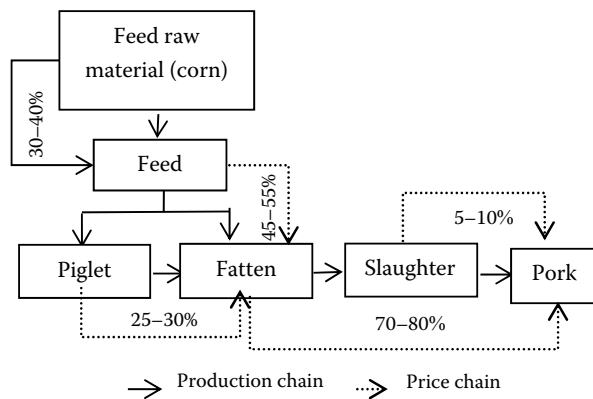 Feed raw
material (corn)
30–40%
Feed
45–55%
5–10%
Piglet
Fatten
Slaughter
Pork
25–30%
70–80%
Production chain
Price chain